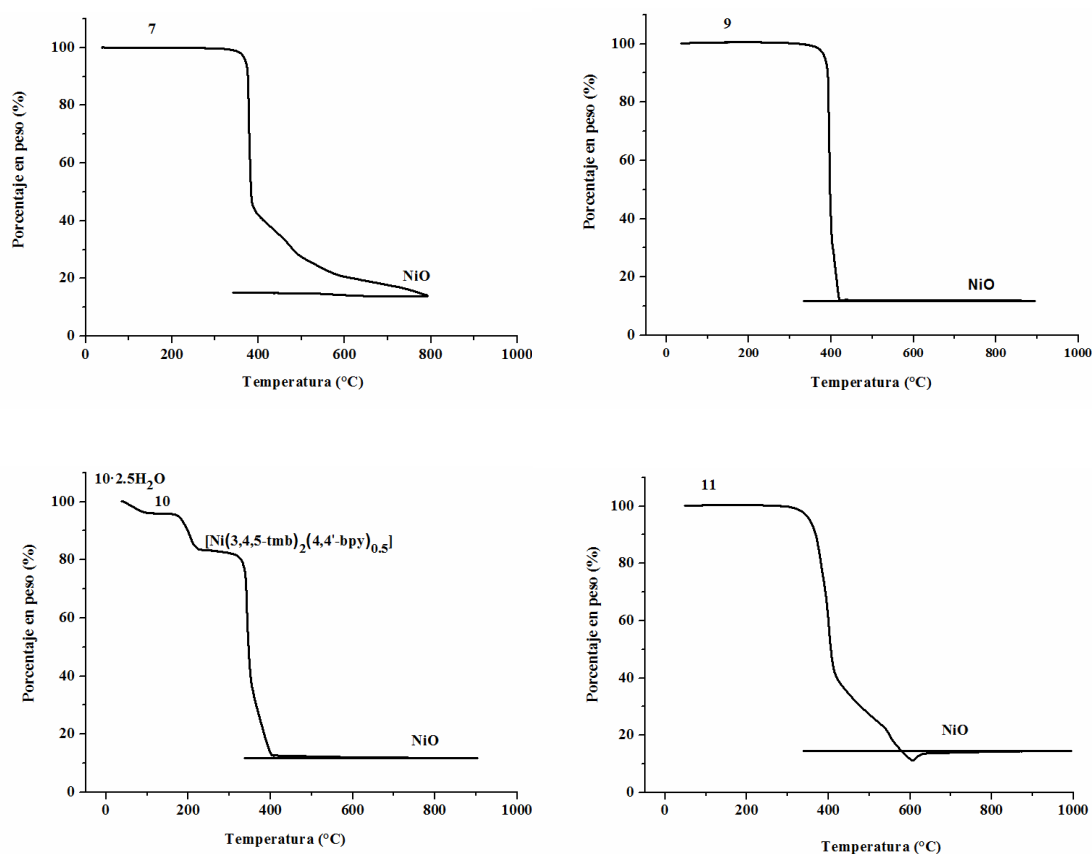 7
100
80
60
40
20
0
Porcentaje en peso (%)
NiO
0 200 400 600 800 1000
Temperatura (°C)
9
100
80
60
40
20
0
Porcentaje en peso (%)
NiO
0 200 400 600 800 1000
Temperatura (°C)
10·2.5H₂O
10
[Ni(3,4,5-tmb)₂(4,4'-bpy)₀.₅]
100
80
60
40
20
0
Porcentaje en peso (%)
NiO
0 200 400 600 800 1000
Temperatura (°C)
11
100
80
60
40
20
0
Porcentaje en peso (%)
NiO
0 200 400 600 800 1000
Temperatura (°C)